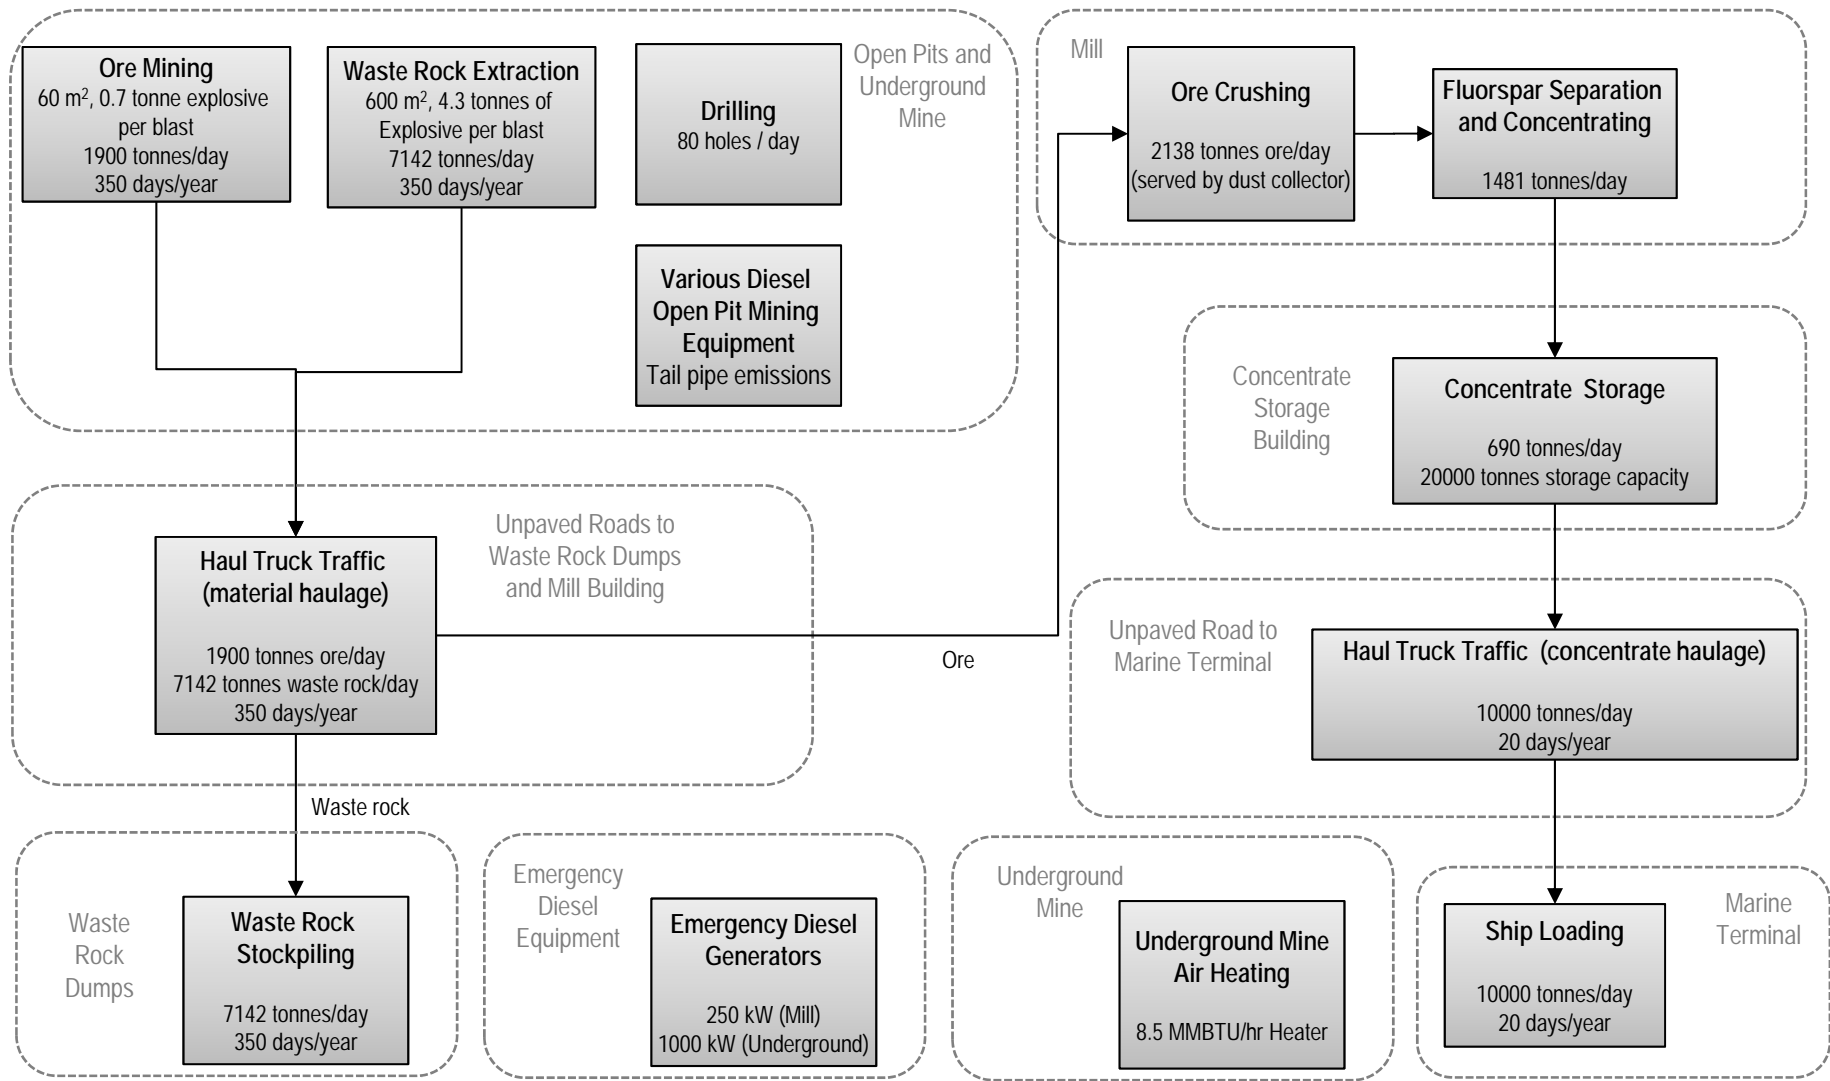 Ore Mining
60 m², 0.7 tonne explosive
per blast
1900 tonnes/day
350 days/year
Waste Rock Extraction
600 m², 4.3 tonnes of
Explosive per blast
7142 tonnes/day
350 days/year
Drilling
80 holes / day
Open Pits and
Underground
Mine
Various Diesel
Open Pit Mining
Equipment
Tail pipe emissions
Mill
Ore Crushing
2138 tonnes ore/day
(served by dust collector)
Fluorspar Separation
and Concentrating
1481 tonnes/day
Concentrate
Storage
Building
Concentrate Storage
690 tonnes/day
20000 tonnes storage capacity
Unpaved Roads to
Waste Rock Dumps
and Mill Building
Haul Truck Traffic
(material haulage)
1900 tonnes ore/day
7142 tonnes waste rock/day
350 days/year
Ore
Unpaved Road to
Marine Terminal
Haul Truck Traffic (concentrate haulage)
10000 tonnes/day
20 days/year
Waste rock
Waste
Rock
Dumps
Waste Rock
Stockpiling
7142 tonnes/day
350 days/year
Emergency
Diesel
Equipment
Emergency Diesel
Generators
250 kW (Mill)
1000 kW (Underground)
Underground
Mine
Underground Mine
Air Heating
8.5 MMBTU/hr Heater
Ship Loading
10000 tonnes/day
20 days/year
Marine
Terminal